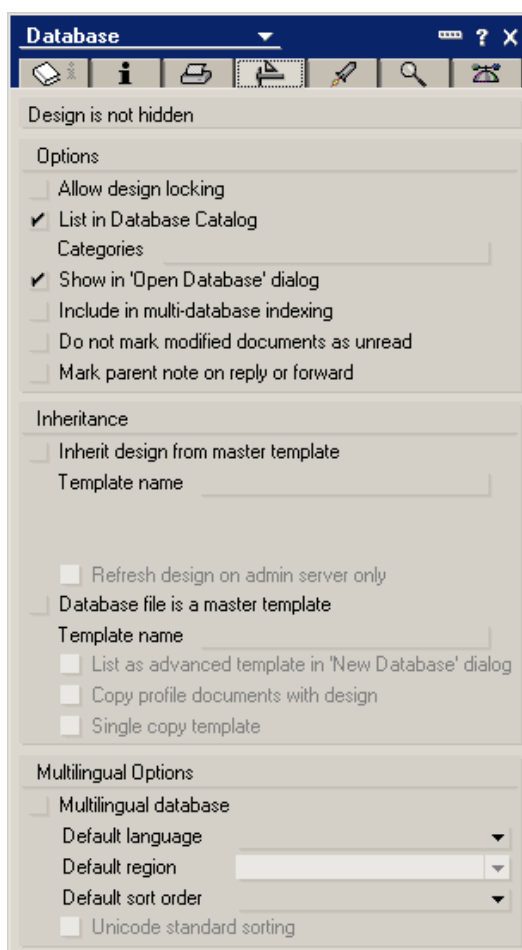 Database
? X
i i
Design is not hidden
Options
Allow design locking
List in Database Catalog
Categories
Show in 'Open Database' dialog
Include in multi-database indexing
Do not mark modified documents as unread
Mark parent note on reply or forward
Inheritance
Inherit design from master template
Template name
Refresh design on admin server only
Database file is a master template
Template name
List as advanced template in 'New Database' dialog
Copy profile documents with design
Single copy template
Multilingual Options
Multilingual database
Default language
Default region
Default sort order
Unicode standard sorting